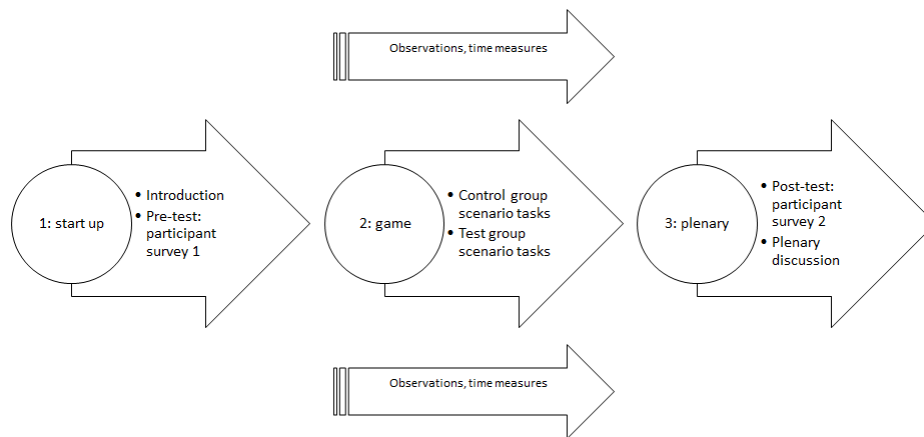 Observations, time measures
1: start up
• Introduction
• Pre-test:
participant
survey 1
2: game
• Control group
scenario tasks
• Test group
scenario tasks
3: plenary
• Post-test:
participant
survey 2
• Plenary
discussion
Observations, time measures